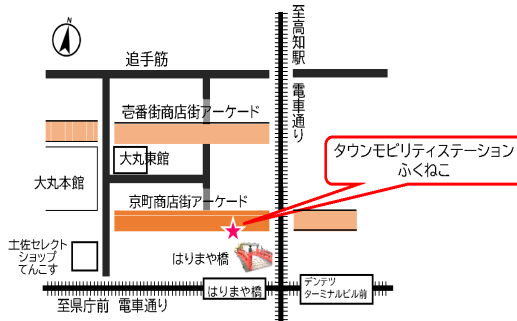 N
至高知駅
電車通り
追手筋
壱番街商店街アーケード
大丸東館
大丸本館
京町商店街アーケード
タウンモビリティステーション
ふくねこ
土佐セレクト
ショップ
てんこす
はりまや橋
はりまや橋
デンテツ
ターミナルビル前
至県庁前 電車通り